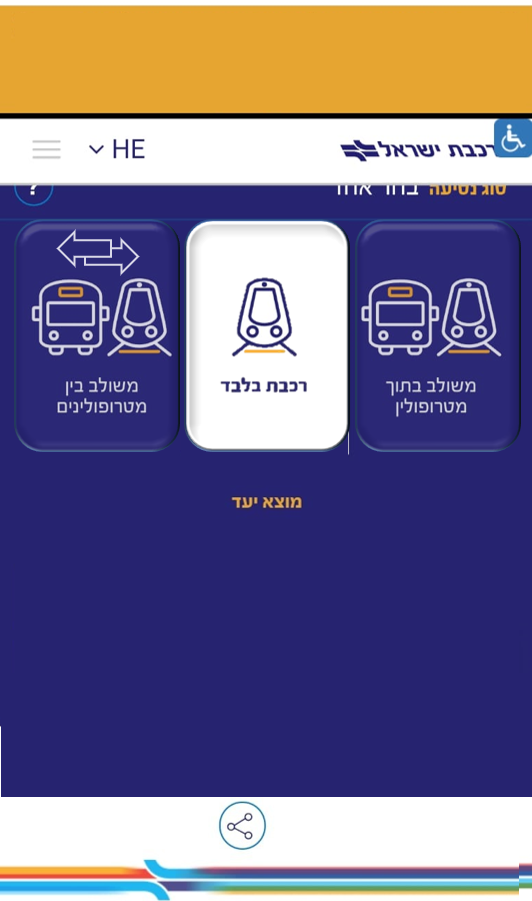 HE
רכבת ישראל
סוג נסיעה בחר אחד
?
משולב בתוך
מטרופולין
רכבת בלבד
משולב בין
מטרופולינים
מוצא יעד